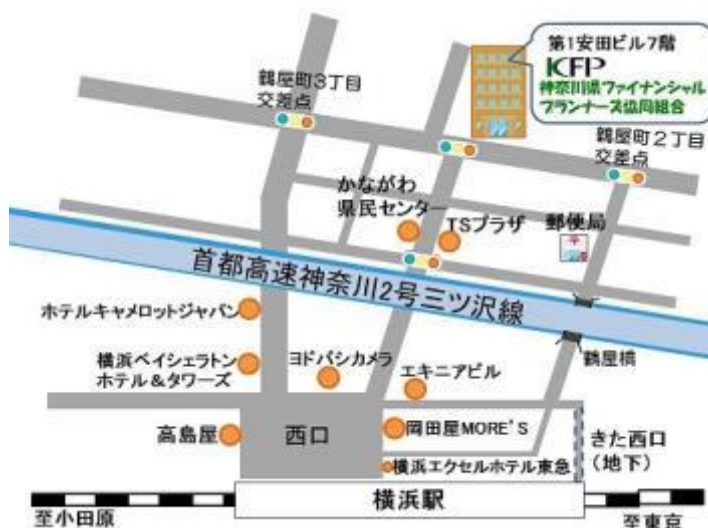 第1安田ビル7階
KFP
神奈川県ファイナンシャル
プランナーズ協同組合
鶴屋町3丁目
交差点
鶴屋町2丁目
交差点
かながわ
県民センター
TSプラザ
郵便局
首都高速神奈川2号三ツ沢線
ホテルキャメロットジャパン
鶴屋橋
横浜ベイシェラトン
ホテル&タワーズ
ヨドバシカメラ
エキニアビル
高島屋
西口
岡田屋MORE'S
きた西口
(地下)
横浜エクセルホテル東急
横浜駅
至小田原
至東京